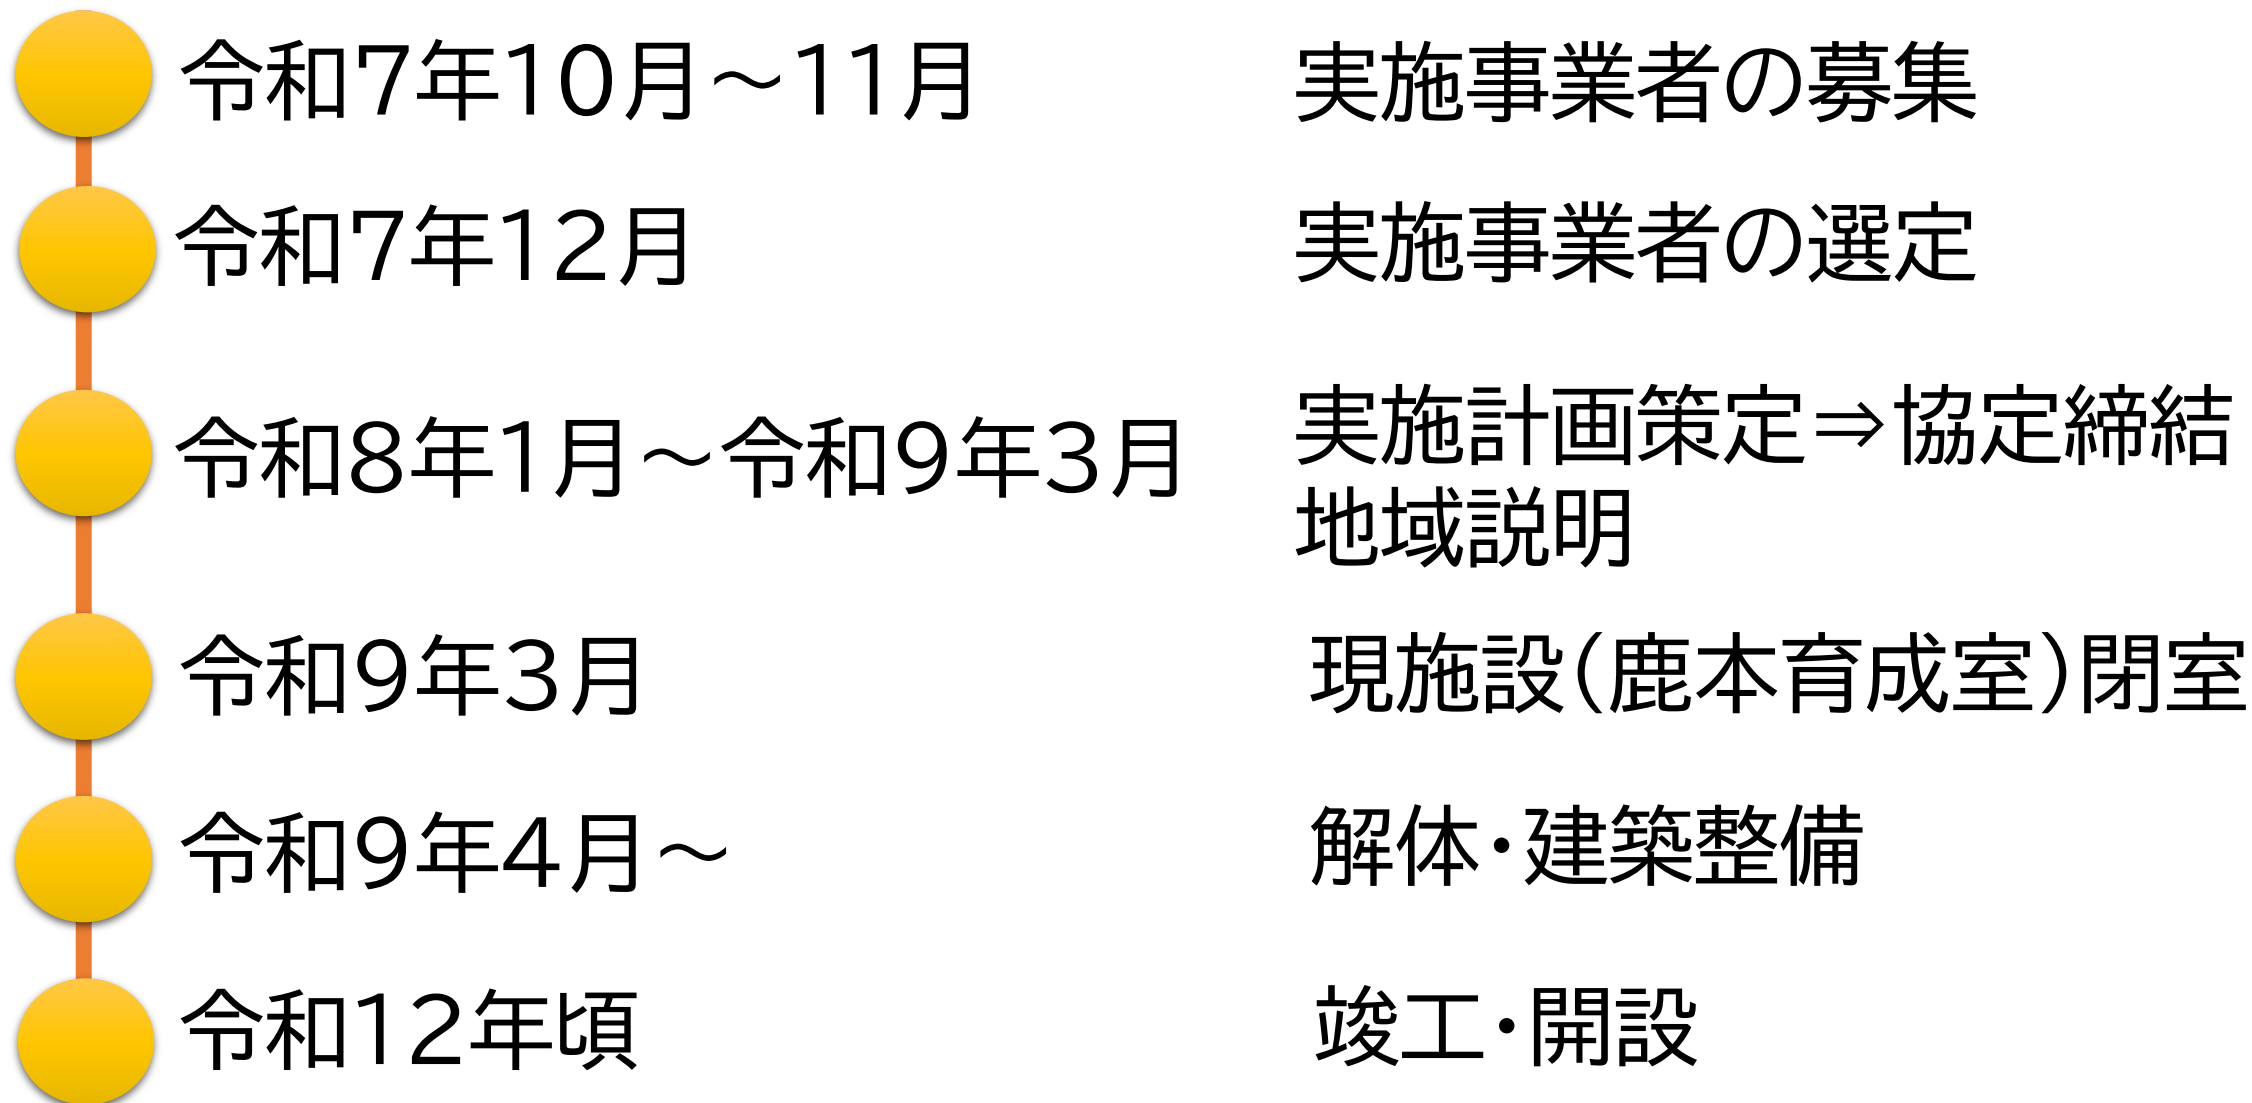 令和7年10月～11月 実施事業者の募集
令和7年12月 実施事業者の選定
令和8年1月～令和9年3月 実施計画策定⇒協定締結
地域説明
令和9年3月 現施設(鹿本育成室)閉室
令和9年4月～ 解体・建築整備
令和12年頃 竣工・開設